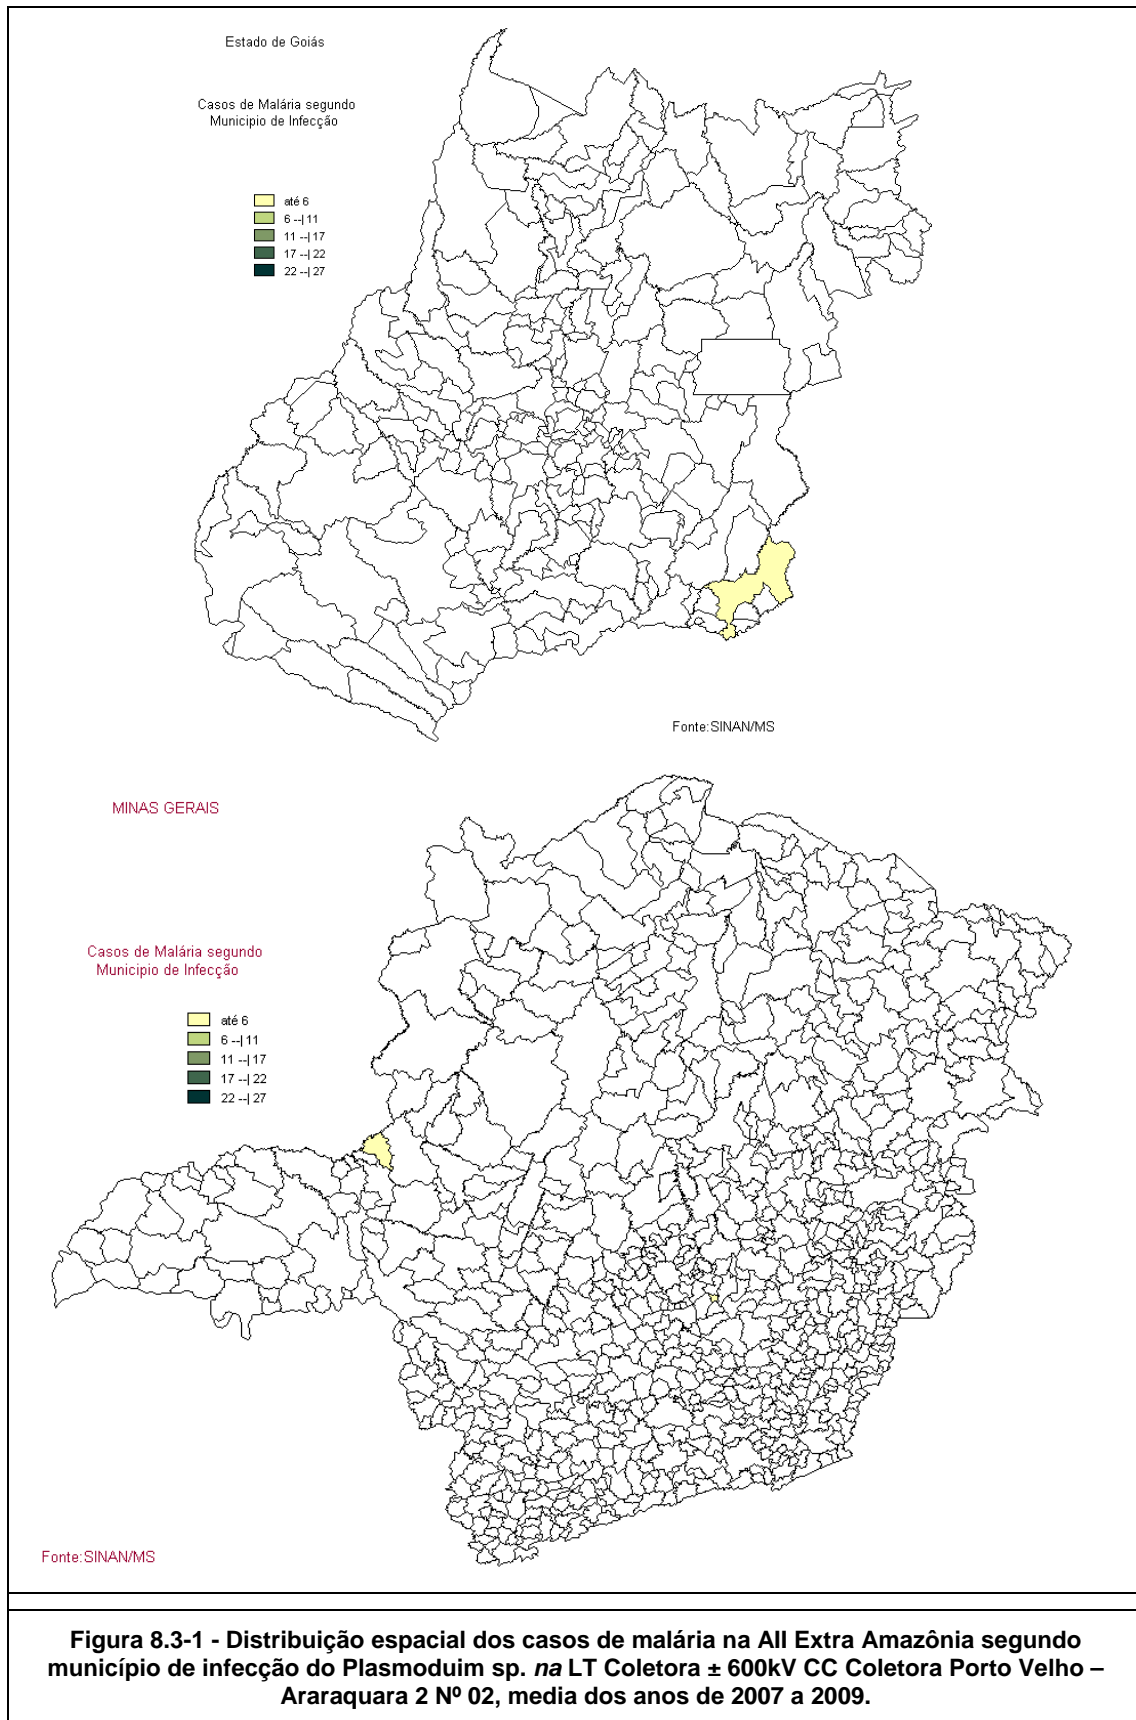 Estado de Goiás
Casos de Malária segundo
Municipio de Infecção
até 6
6 --| 11
11 --| 17
17 --| 22
22 --| 27
Fonte:SINAN/MS
MINAS GERAIS
Casos de Malária segundo
Municipio de Infecção
até 6
6 --| 11
11 --| 17
17 --| 22
22 --| 27
Fonte:SINAN/MS
Figura 8.3-1 - Distribuição espacial dos casos de malária na AII Extra Amazônia segundo
município de infecção do Plasmoduim sp. na LT Coletora ± 600kV CC Coletora Porto Velho –
Araraquara 2 Nº 02, media dos anos de 2007 a 2009.